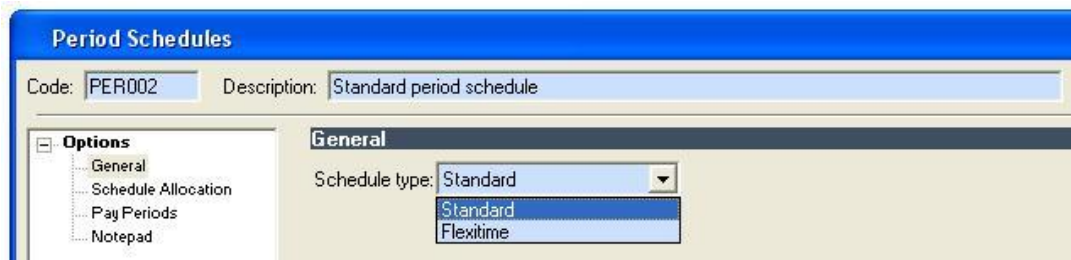 Period Schedules
Code: PER002 Description: Standard period schedule
Options
General
Schedule Allocation
Pay Periods
Notepad
General
Schedule type: Standard
Standard
Flexitime